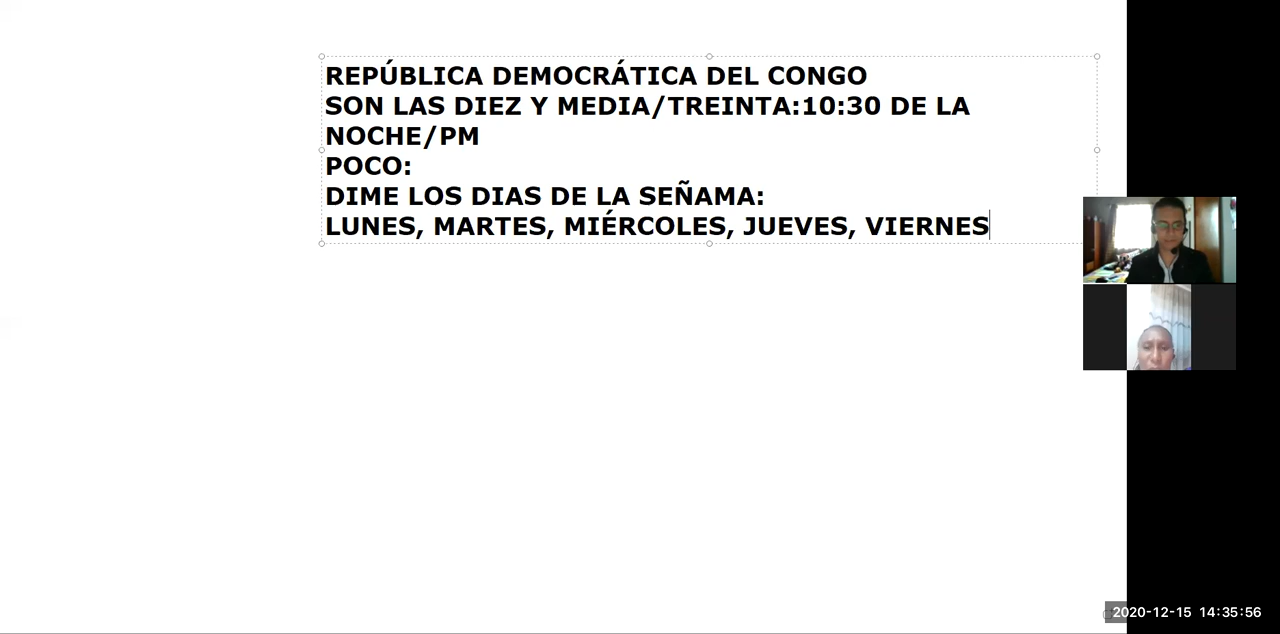 REPÚBLICA DEMOCRÁTICA DEL CONGO
SON LAS DIEZ Y MEDIA/TREINTA:10:30 DE LA
NOCHE/PM
POCO:
DIME LOS DIAS DE LA SEÑAMA:
LUNES, MARTES, MIÉRCOLES, JUEVES, VIERNES
2020-12-15 14:35:56